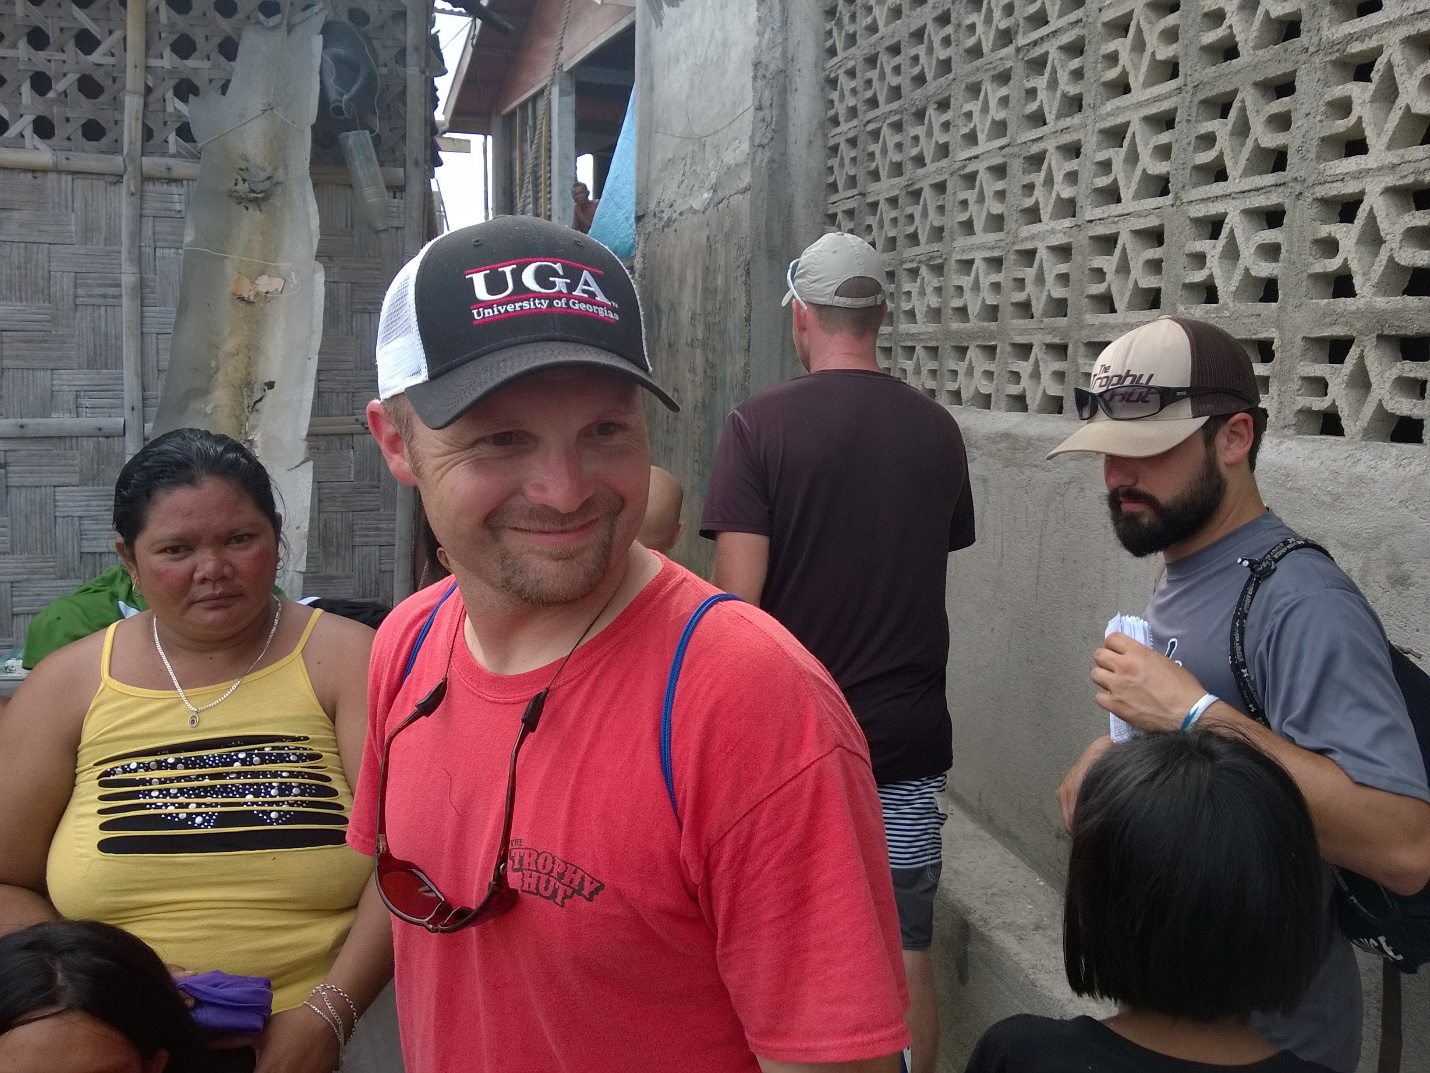 UGA
University of Georgia
The
Trophy
Hut
THE
TROPHY
HUT